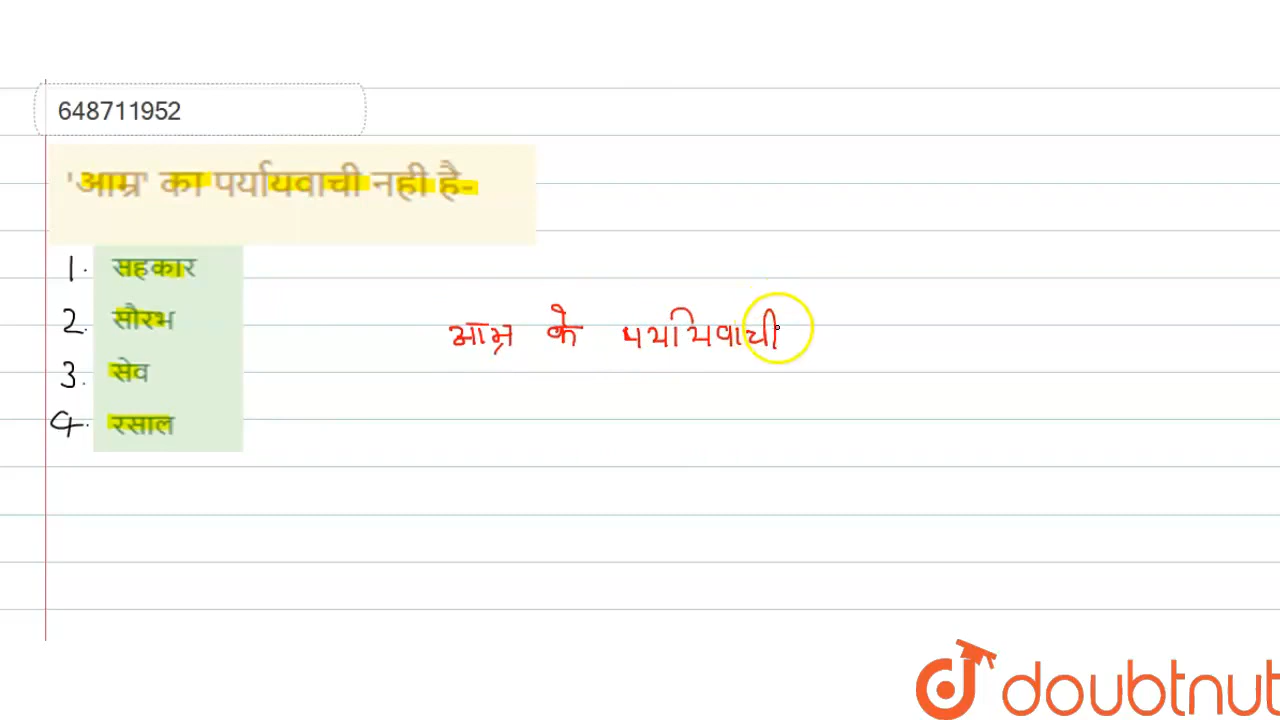 648711952
'आम्र' का पर्यायवाची नही है-
1. सहकार
2. सौरभ
3. सेव
4. रसाल
आम्र के पर्यायवाची
doubtnut